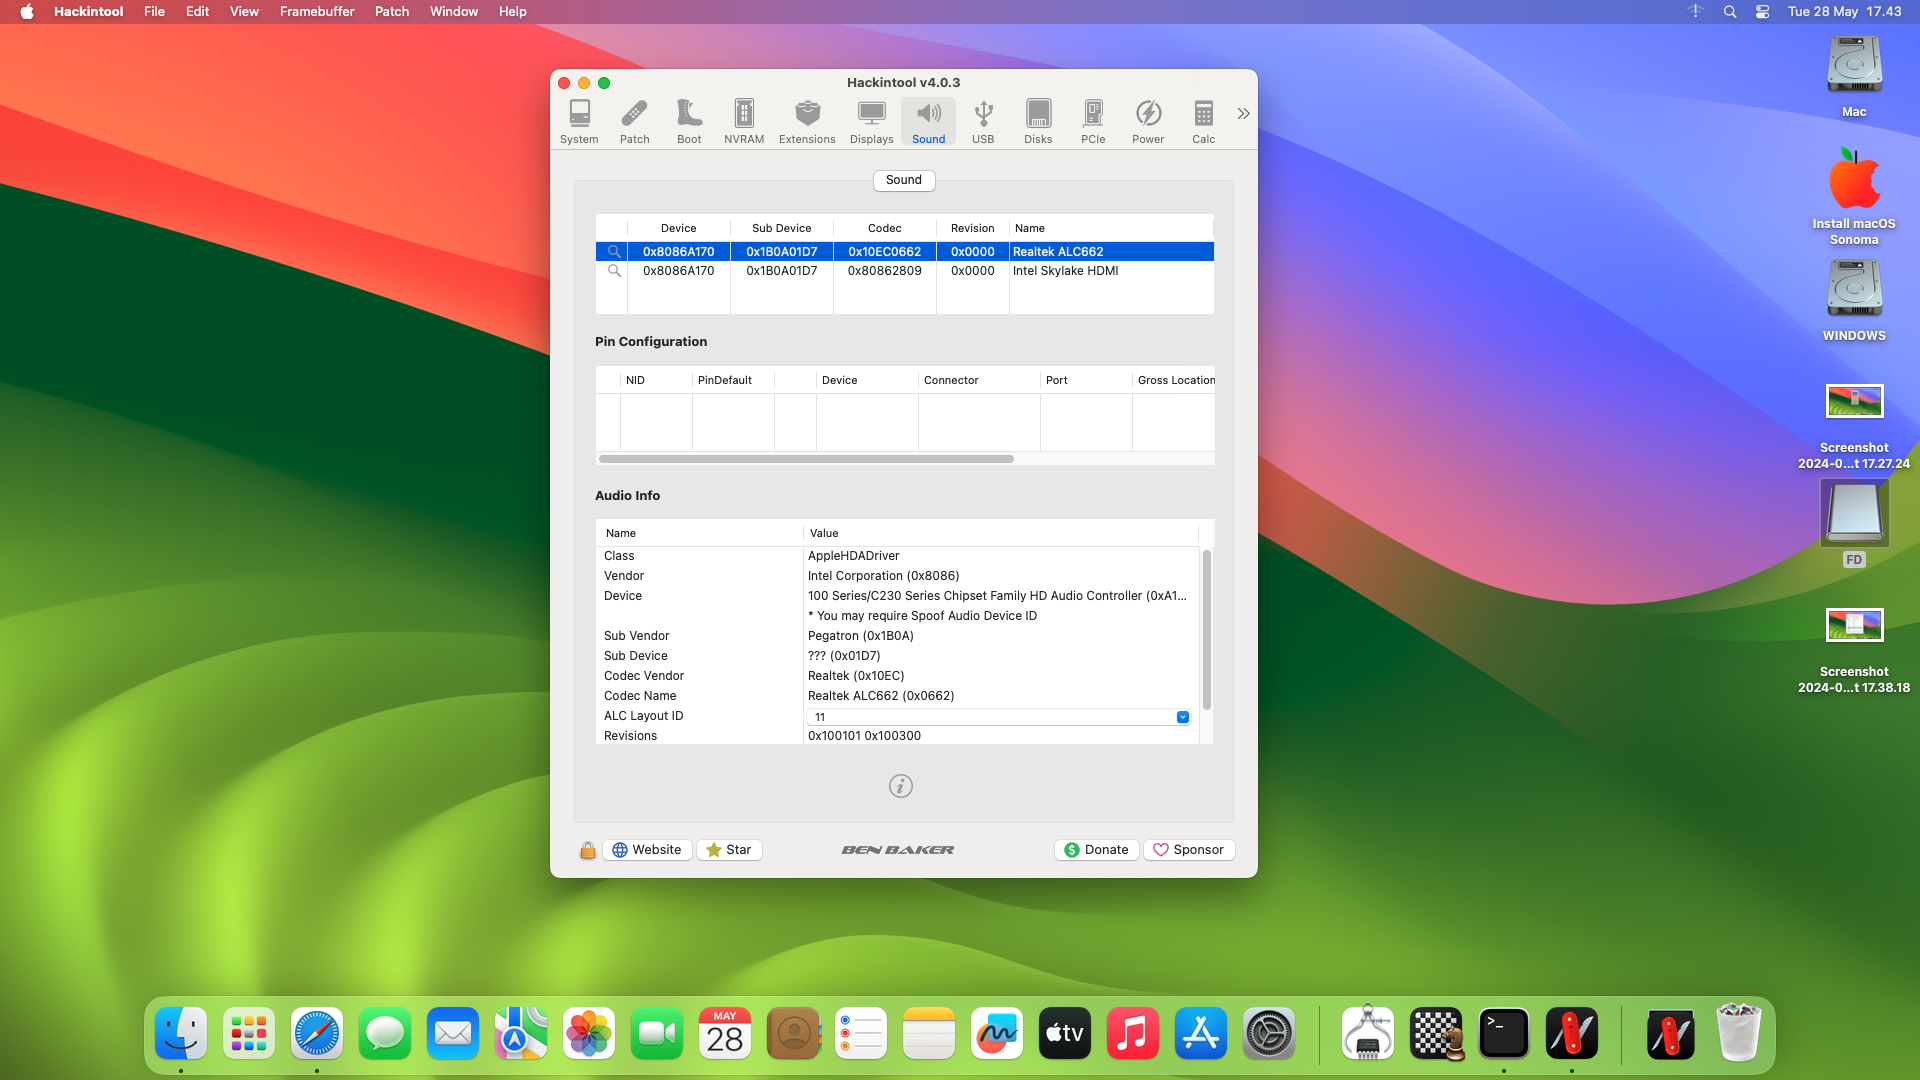 Hackintool File Edit View Framebuffer Patch Window Help Tue 28 May 17.43
Hackintool v4.0.3
System Patch Boot NVRAM Extensions Displays Sound USB Disks PCIe Power Calc
Sound
Device Sub Device Codec Revision Name
0x8086A170 0x1B0A01D7 0x10EC0662 0x0000 Realtek ALC662
0x8086A170 0x1B0A01D7 0x80862809 0x0000 Intel Skylake HDMI
Pin Configuration
NID PinDefault Device Connector Port Gross Location
Audio Info
Name Value
Class AppleHDADriver
Vendor Intel Corporation (0x8086)
Device 100 Series/C230 Series Chipset Family HD Audio Controller (0xA1...
* You may require Spoof Audio Device ID
Sub Vendor Pegatron (0x1B0A)
Sub Device ??? (0x01D7)
Codec Vendor Realtek (0x10EC)
Codec Name Realtek ALC662 (0x0662)
ALC Layout ID 11
Revisions 0x100101 0x100300
Website Star BEN BAKER Donate Sponsor
Mac
Install macOS
Sonoma
WINDOWS
Screenshot
2024-0...t 17.27.24
FD
Screenshot
2024-0...t 17.38.18
MAY
28
tv
>_